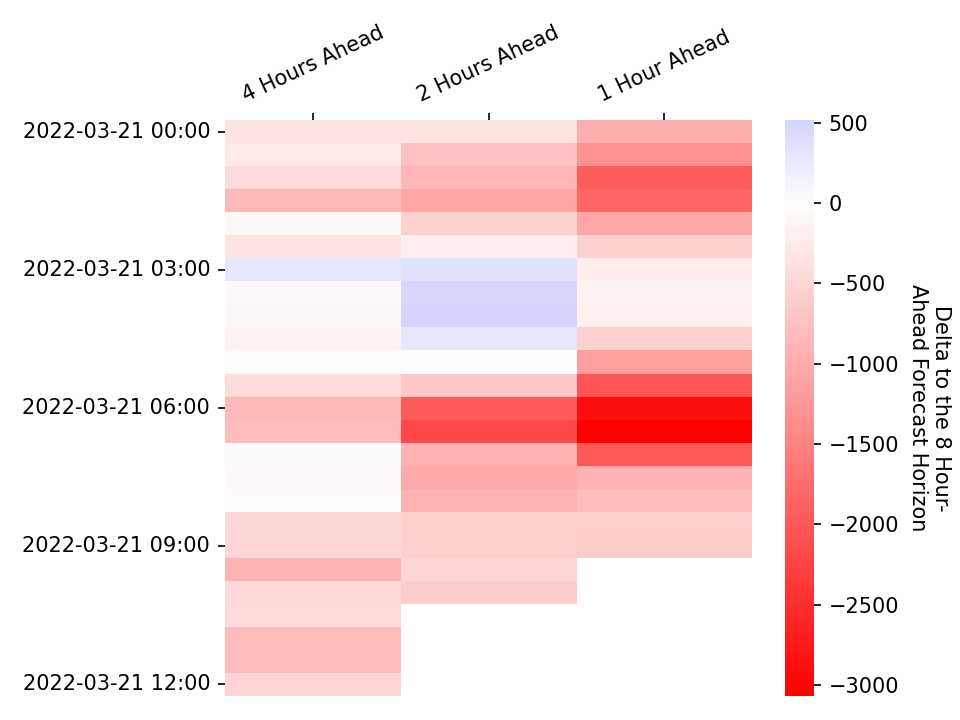 4 Hours Ahead
2 Hours Ahead
1 Hour Ahead
2022-03-21 00:00
2022-03-21 03:00
2022-03-21 06:00
2022-03-21 09:00
2022-03-21 12:00
500
0
−500
−1000
−1500
−2000
−2500
−3000
Delta to the 8 Hour-
Ahead Forecast Horizon